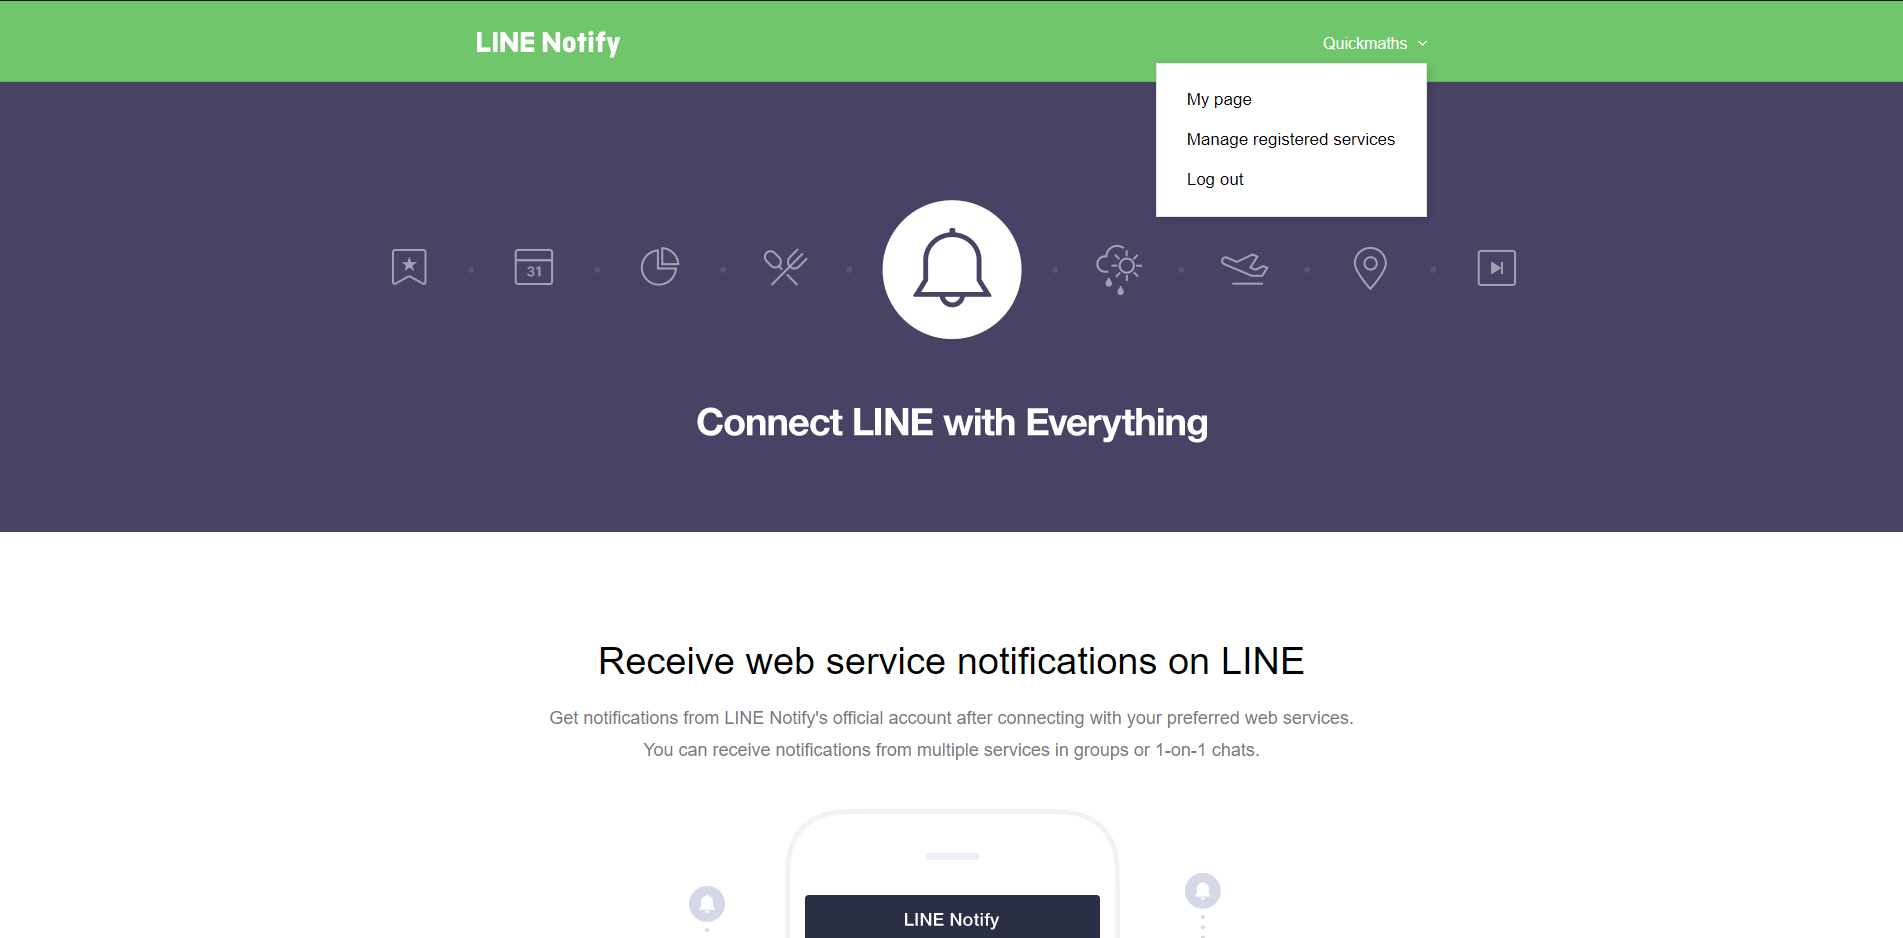 LINE Notify
Quickmaths
My page
Manage registered services
Log out
31
Connect LINE with Everything
Receive web service notifications on LINE
Get notifications from LINE Notify's official account after connecting with your preferred web services.
You can receive notifications from multiple services in groups or 1-on-1 chats.
LINE Notify